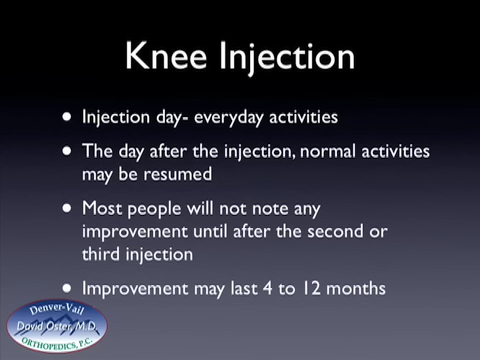 Knee Injection
• Injection day- everyday activities
• The day after the injection, normal activities
may be resumed
• Most people will not note any
improvement until after the second or
third injection
• Improvement may last 4 to 12 months
Denver-Vail
David Oster, M.D.
ORTHOPEDICS, P.C.